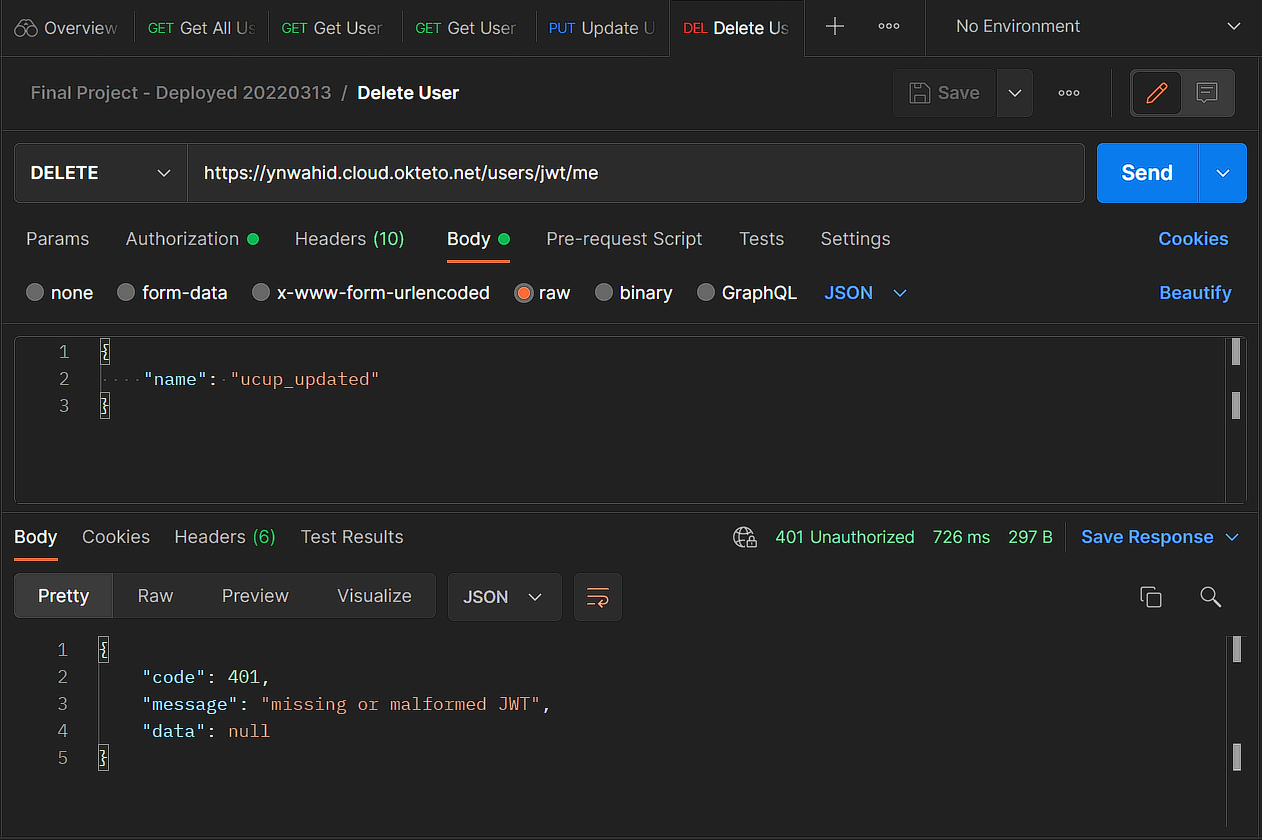 Overview GET Get All Us GET Get User GET Get User PUT Update U DEL Delete Us No Environment
Final Project - Deployed 20220313 / Delete User Save
DELETE https://ynwahid.cloud.okteto.net/users/jwt/me Send
Params Authorization Headers (10) Body Pre-request Script Tests Settings Cookies
none form-data x-www-form-urlencoded raw binary GraphQL JSON Beautify
1 {
2 "name": "ucup_updated"
3 }
Body Cookies Headers (6) Test Results 401 Unauthorized 726 ms 297 B Save Response
Pretty Raw Preview Visualize JSON
1 {
2 "code": 401,
3 "message": "missing or malformed JWT",
4 "data": null
5 }